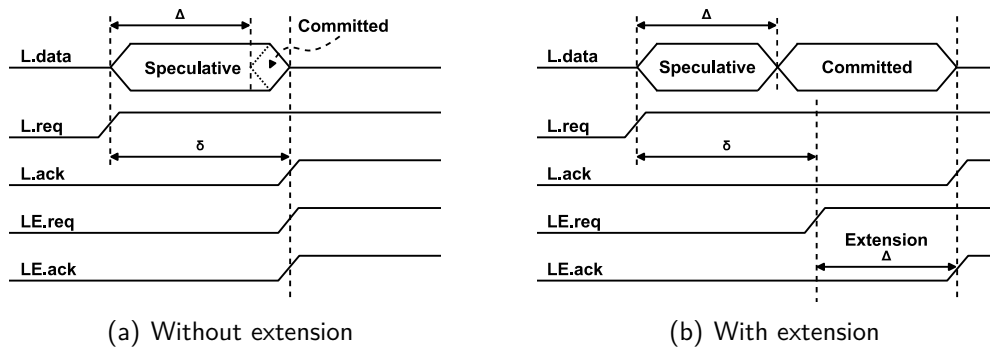 Δ
Committed
L.data
Speculative
L.req
δ
L.ack
LE.req
LE.ack
(a) Without extension
Δ
L.data
Speculative
Committed
L.req
δ
L.ack
LE.req
Extension
Δ
LE.ack
(b) With extension